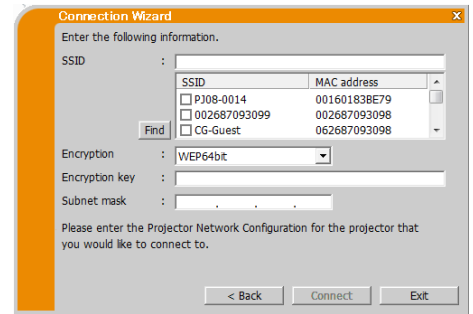 Connection Wizard x
Enter the following information.
SSID :
SSID MAC address
PJ08-0014 00160183BE79
002687093099 002687093098
Find CG-Guest 062687093098
Encryption : WEP64bit
Encryption key :
Subnet mask : . . .
Please enter the Projector Network Configuration for the projector that
you would like to connect to.
< Back Connect Exit